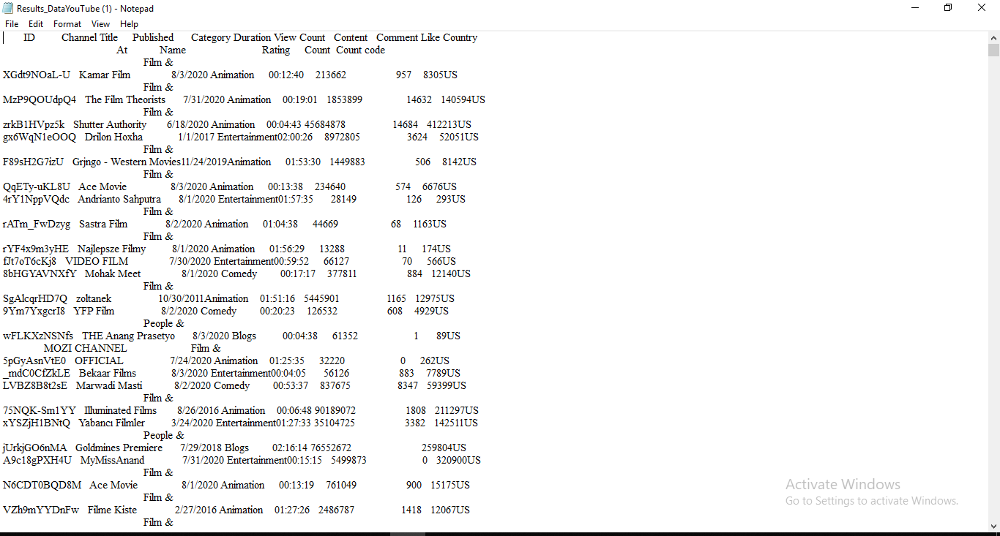 Results_DataYouTube (1) - Notepad
File Edit Format View Help
ID Channel Title Published Category Duration View Count Content Comment Like Country
At Name Rating Count Count code
Film &
XGdt9NOaL-U Kamar Film 8/3/2020 Animation 00:12:40 213662 957 8305US
Film &
MzP9QOUdpQ4 The Film Theorists 7/31/2020 Animation 00:19:01 1853899 14632 140594US
Film &
zrkB1HVpz5k Shutter Authority 6/18/2020 Animation 00:04:43 45684878 14684 412213US
gx6WqN1eOOQ Drilon Hoxha 1/1/2017 Entertainment02:00:26 8972805 3624 52051US
Film &
F89sH2G7izU Grjngo - Western Movies11/24/2019Animation 01:53:30 1449883 506 8142US
Film &
QqETy-uKL8U Ace Movie 8/3/2020 Animation 00:13:38 234640 574 6676US
4rY1NppVQdc Andrianto Sahputra 8/1/2020 Entertainment01:57:35 28149 126 293US
Film &
rATm_FwDzyg Sastra Film 8/2/2020 Animation 01:04:38 44669 68 1163US
Film &
rYF4x9m3yHE Najlepsze Filmy 8/1/2020 Animation 01:56:29 13288 11 174US
fJt7oT6cKj8 VIDEO FILM 7/30/2020 Entertainment00:59:52 66127 70 566US
8bHGYAVNXfY Mohak Meet 8/1/2020 Comedy 00:17:17 377811 884 12140US
Film &
SgAlcqrHD7Q zoltanek 10/30/2011Animation 01:51:16 5445901 1165 12975US
9Ym7YxgcrI8 YFP Film 8/2/2020 Comedy 00:20:23 126532 608 4929US
People &
wFLKXzNSNfs THE Anang Prasetyo 8/3/2020 Blogs 00:04:38 61352 1 89US
MOZI CHANNEL Film &
5pGyAsnVtE0 OFFICIAL 7/24/2020 Animation 01:25:35 32220 0 262US
_mdC0CfZkLE Bekaar Films 8/3/2020 Entertainment00:04:05 56126 883 7789US
LVBZ8B8t2sE Marwadi Masti 8/2/2020 Comedy 00:53:37 837675 8347 59399US
Film &
75NQK-Sm1YY Illuminated Films 8/26/2016 Animation 00:06:48 90189072 1808 211297US
xYSZjH1BNtQ Yabancı Filmler 3/24/2020 Entertainment01:27:33 35104725 3382 142511US
People &
jUrkjGO6nMA Goldmines Premiere 7/29/2018 Blogs 02:16:14 76552672 259804US
A9c18gPXH4U MyMissAnand 7/31/2020 Entertainment00:15:15 5499873 0 320900US
Film &
N6CDT0BQD8M Ace Movie 8/1/2020 Animation 00:13:19 761049 900 15175US
Film &
VZh9mYYDnFw Filme Kiste 2/27/2016 Animation 01:27:26 2486787 1418 12067US
Film &
Activate Windows
Go to Settings to activate Windows.